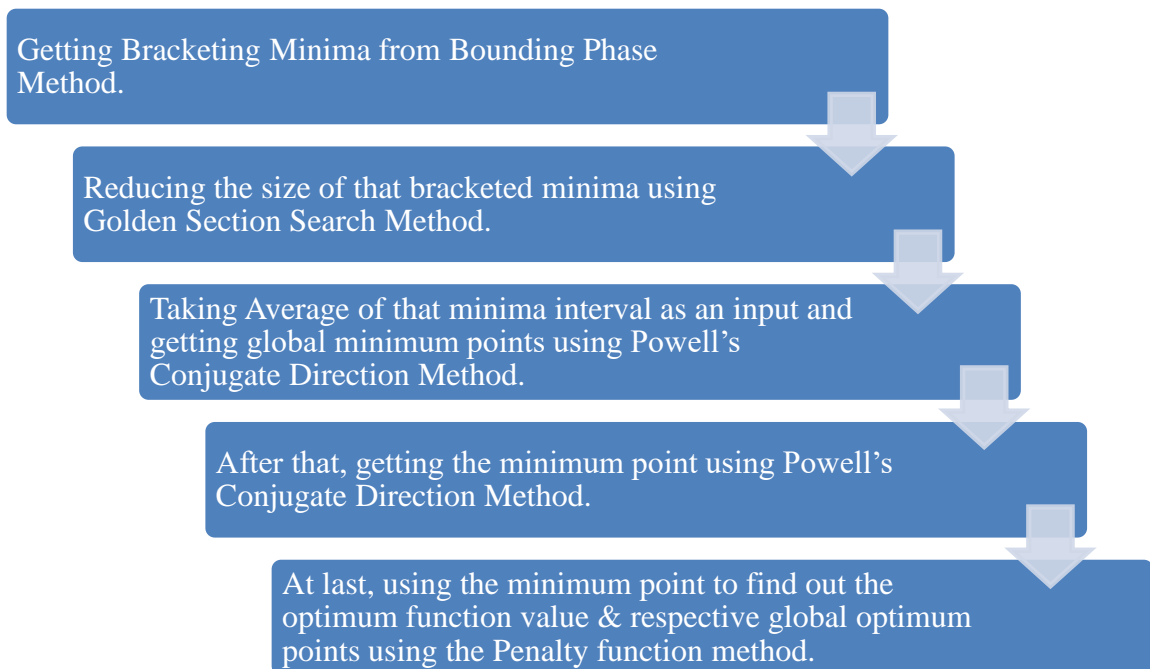 Getting Bracketing Minima from Bounding Phase
Method.
Reducing the size of that bracketed minima using
Golden Section Search Method.
Taking Average of that minima interval as an input and
getting global minimum points using Powell’s
Conjugate Direction Method.
After that, getting the minimum point using Powell’s
Conjugate Direction Method.
At last, using the minimum point to find out the
optimum function value & respective global optimum
points using the Penalty function method.